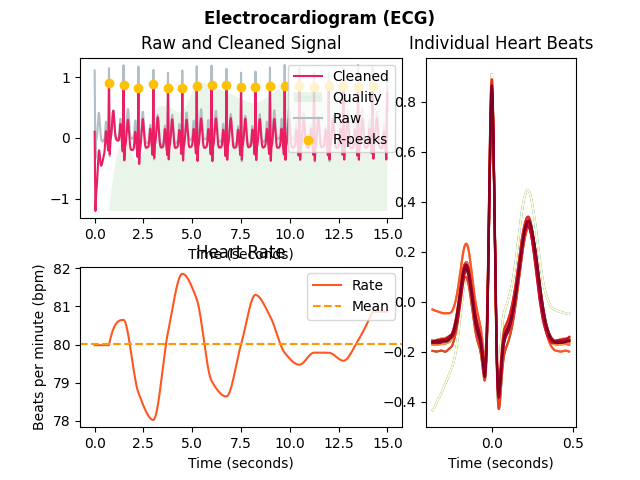 Electrocardiogram (ECG)
Raw and Cleaned Signal
1
0
−1
0.0 2.5 5.0 7.5 10.0 12.5 15.0
Time (seconds)
Cleaned
Quality
Raw
R-peaks
Heart Rate
82
81
80
79
78
Beats per minute (bpm)
0.0 2.5 5.0 7.5 10.0 12.5 15.0
Time (seconds)
Rate
Mean
Individual Heart Beats
0.8
0.6
0.4
0.2
0.0
−0.2
−0.4
0.0 0.5
Time (seconds)